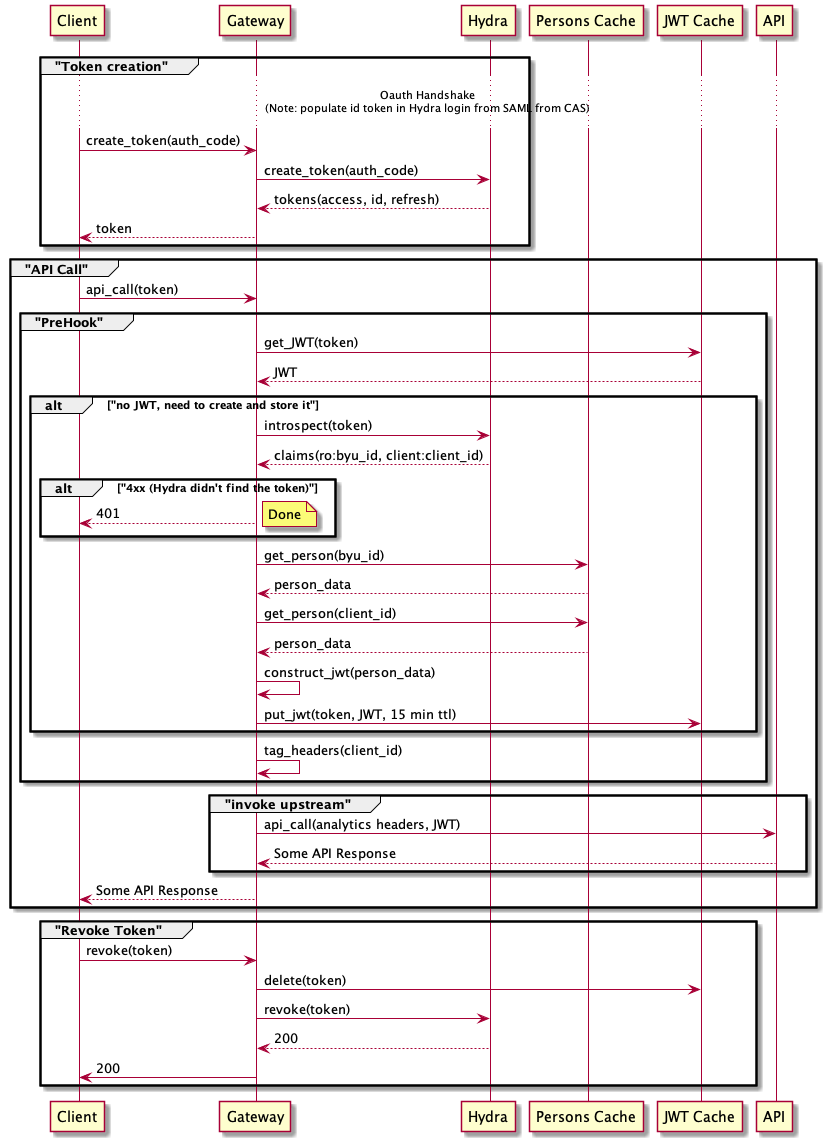 Client Gateway Hydra Persons Cache JWT Cache API
"Token creation"
Oauth Handshake
(Note: populate id token in Hydra login from SAML from CAS)
create_token(auth_code)
create_token(auth_code)
tokens(access, id, refresh)
token
"API Call"
api_call(token)
"PreHook"
get_JWT(token)
JWT
alt ["no JWT, need to create and store it"]
introspect(token)
claims(ro:byu_id, client:client_id)
alt ["4xx (Hydra didn't find the token)"]
401 Done
get_person(byu_id)
person_data
get_person(client_id)
person_data
construct_jwt(person_data)
put_jwt(token, JWT, 15 min ttl)
tag_headers(client_id)
"invoke upstream"
api_call(analytics headers, JWT)
Some API Response
Some API Response
"Revoke Token"
revoke(token)
delete(token)
revoke(token)
200
200
Client Gateway Hydra Persons Cache JWT Cache API